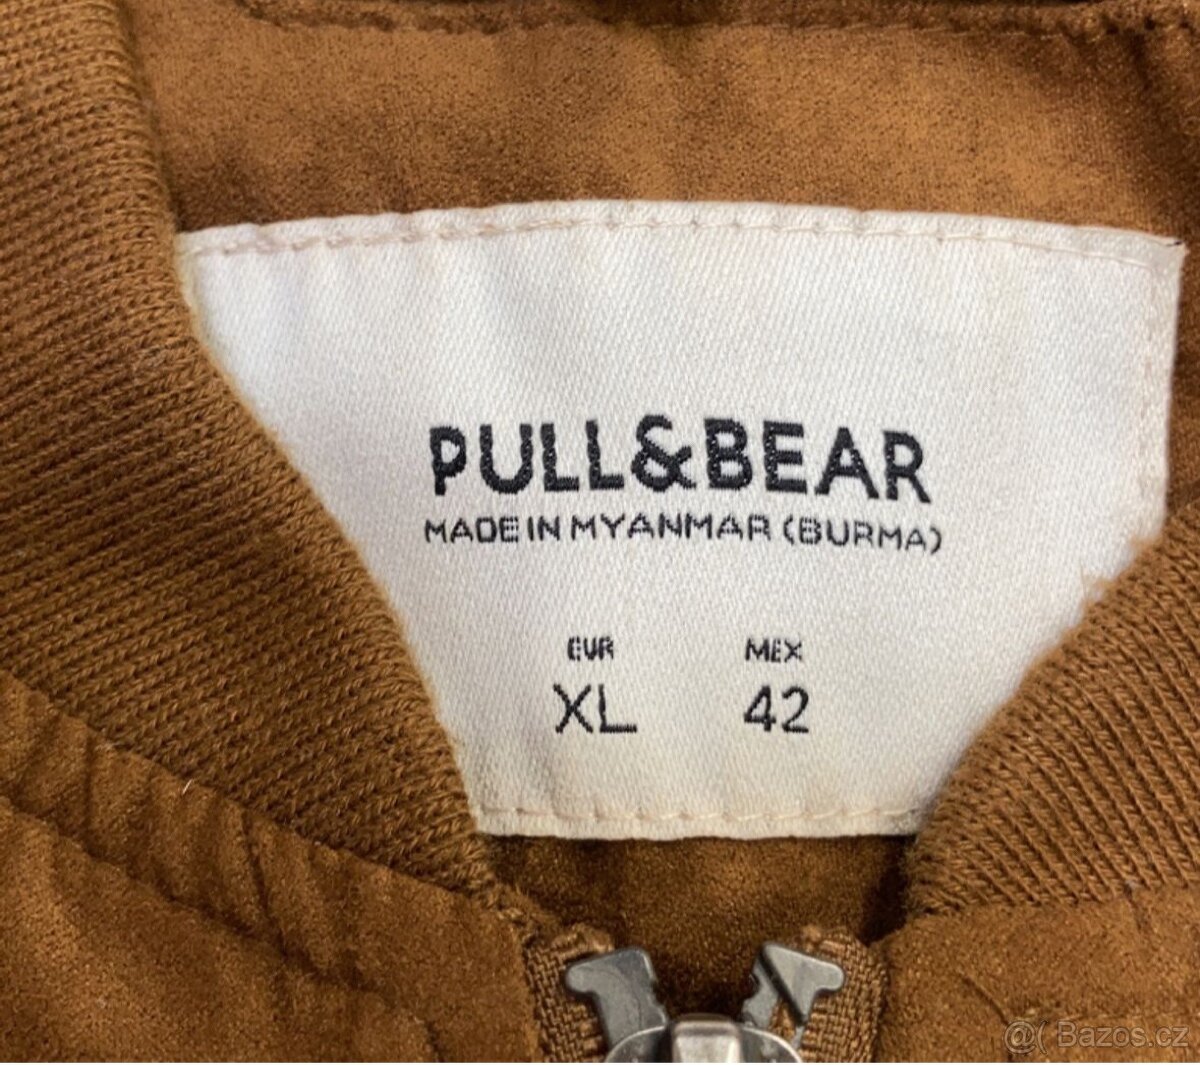 PULL&BEAR
MADE IN MYANMAR (BURMA)
EUR MEX
XL 42
@( Bazos.cz